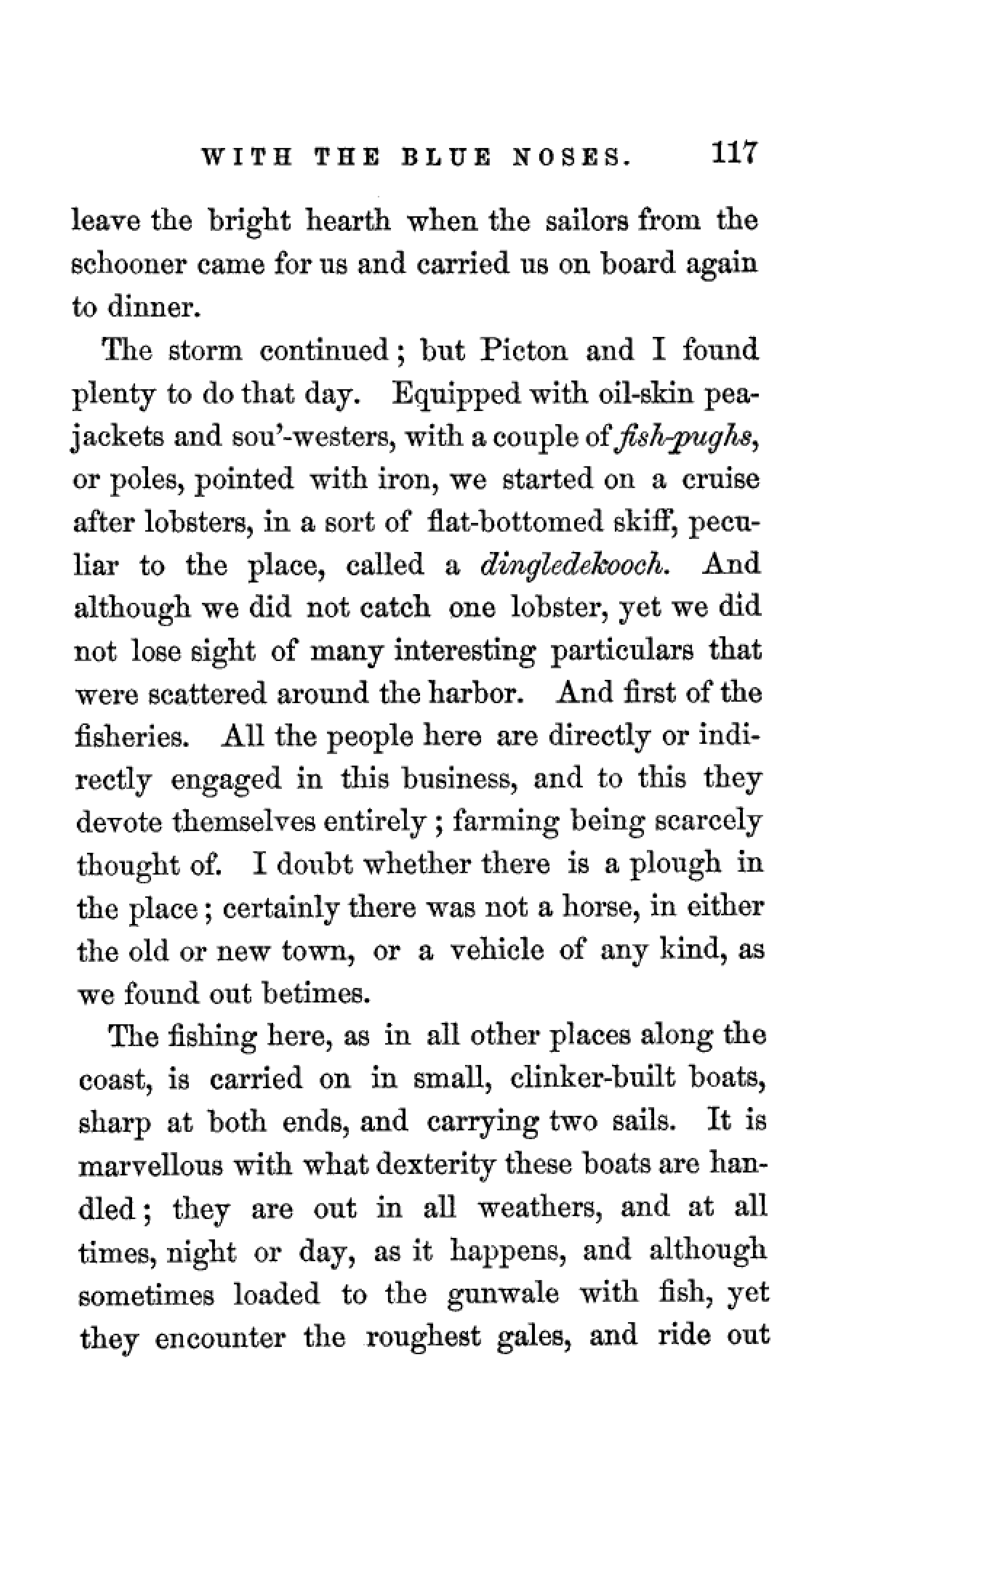 WITH THE BLUE NOSES. 117
leave the bright hearth when the sailors from the
schooner came for us and carried us on board again
to dinner.
The storm continued; but Picton and I found
plenty to do that day. Equipped with oil-skin pea-
jackets and sou'-westers, with a couple of fish-pughs,
or poles, pointed with iron, we started on a cruise
after lobsters, in a sort of flat-bottomed skiff, pecu-
liar to the place, called a dingledekooch. And
although we did not catch one lobster, yet we did
not lose sight of many interesting particulars that
were scattered around the harbor. And first of the
fisheries. All the people here are directly or indi-
rectly engaged in this business, and to this they
devote themselves entirely; farming being scarcely
thought of. I doubt whether there is a plough in
the place; certainly there was not a horse, in either
the old or new town, or a vehicle of any kind, as
we found out betimes.
The fishing here, as in all other places along the
coast, is carried on in small, clinker-built boats,
sharp at both ends, and carrying two sails. It is
marvellous with what dexterity these boats are han-
dled; they are out in all weathers, and at all
times, night or day, as it happens, and although
sometimes loaded to the gunwale with fish, yet
they encounter the roughest gales, and ride out